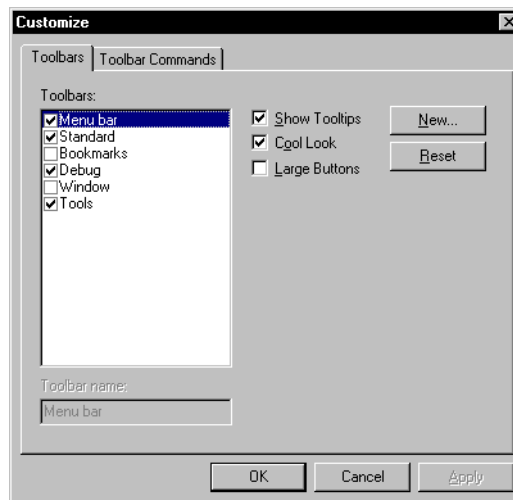 Customize
Toolbars
Toolbar Commands
Toolbars:
Menu bar
Standard
Bookmarks
Debug
Window
Tools
Show Tooltips
Cool Look
Large Buttons
New...
Reset
Toolbar name:
Menu bar
OK
Cancel
Apply